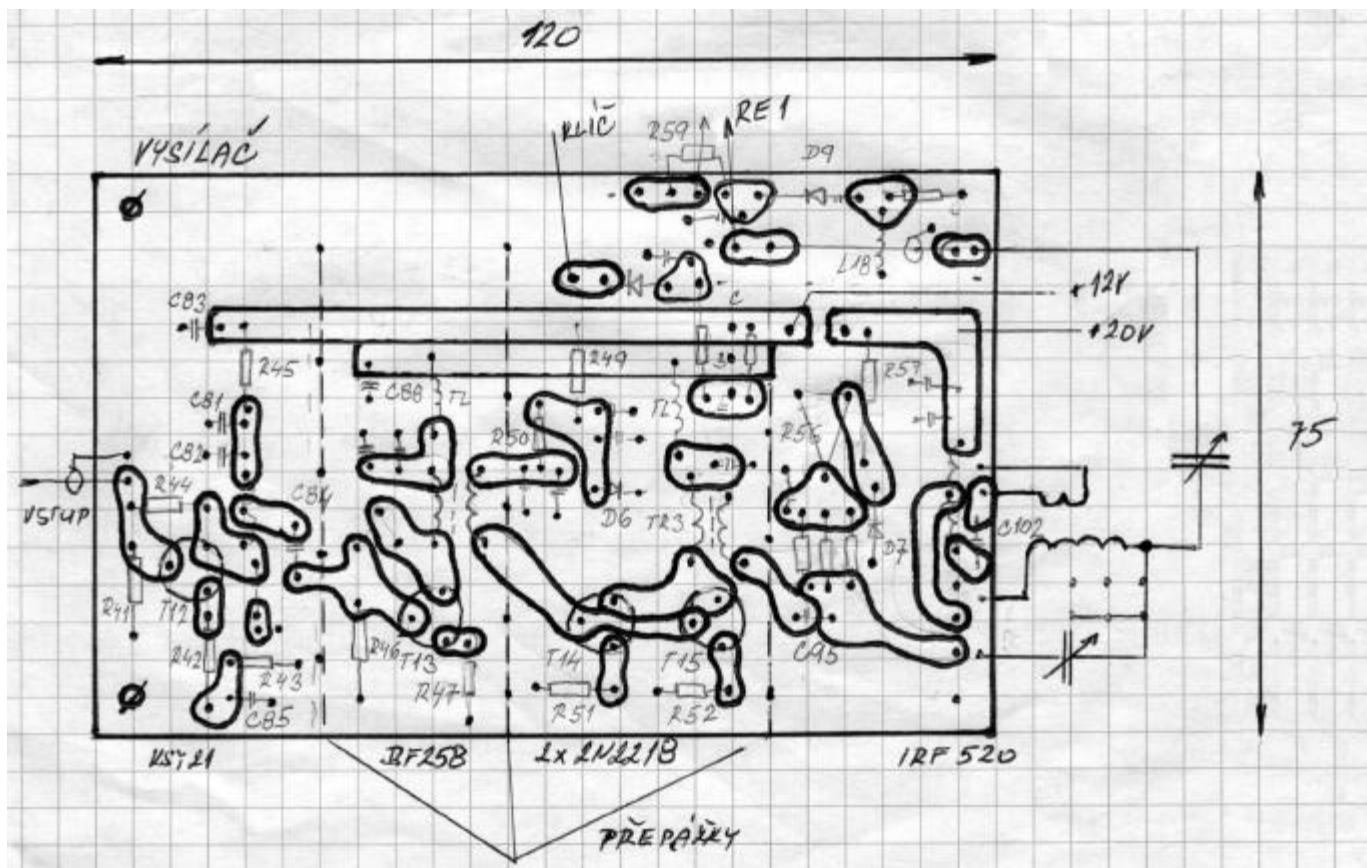 120
VYSÍLAČ
KLÍČ
R59
RE1
D9
L18
C83
+12V
+20V
R45
C88
TL
R49
TL
R57
C81
C82
R50
R56
75
VSTUP
R44
C84
D6
TR3
D7
C102
R41
T12
R42
R43
C85
R46
T13
R47
T14
R51
T15
R52
C95
KSY21
BF258
2x 2N2218
IRF 520
PŘEPÁŽKY